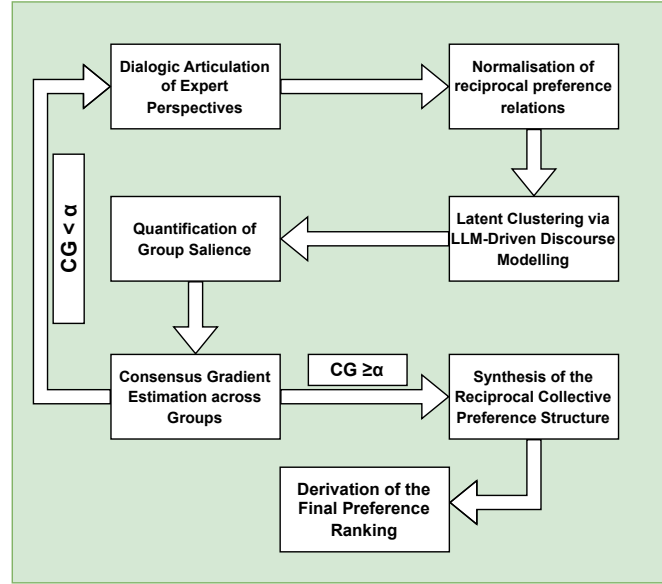 Dialogic Articulation
of Expert
Perspectives
Normalisation of
reciprocal preference
relations
CG < α
Quantification of
Group Salience
Latent Clustering via
LLM-Driven Discourse
Modelling
Consensus Gradient
Estimation across
Groups
CG ≥α
Synthesis of the
Reciprocal Collective
Preference Structure
Derivation of the
Final Preference
Ranking